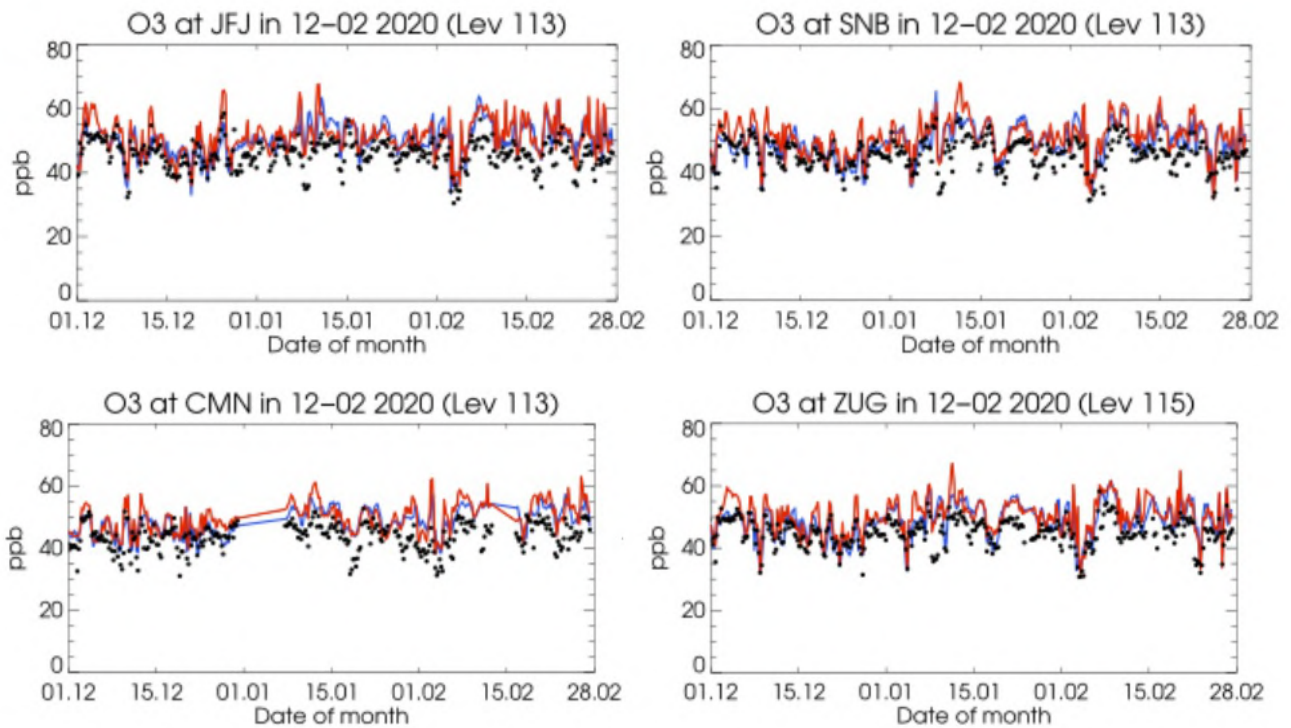 O3 at JFJ in 12–02 2020 (Lev 113)
80
60
40
20
0
ppb
01.12 15.12 01.01 15.01 01.02 15.02 28.02
Date of month
O3 at SNB in 12–02 2020 (Lev 113)
80
60
40
20
0
ppb
01.12 15.12 01.01 15.01 01.02 15.02 28.02
Date of month
O3 at CMN in 12–02 2020 (Lev 113)
80
60
40
20
0
ppb
01.12 15.12 01.01 15.01 01.02 15.02 28.02
Date of month
O3 at ZUG in 12–02 2020 (Lev 115)
80
60
40
20
0
ppb
01.12 15.12 01.01 15.01 01.02 15.02 28.02
Date of month